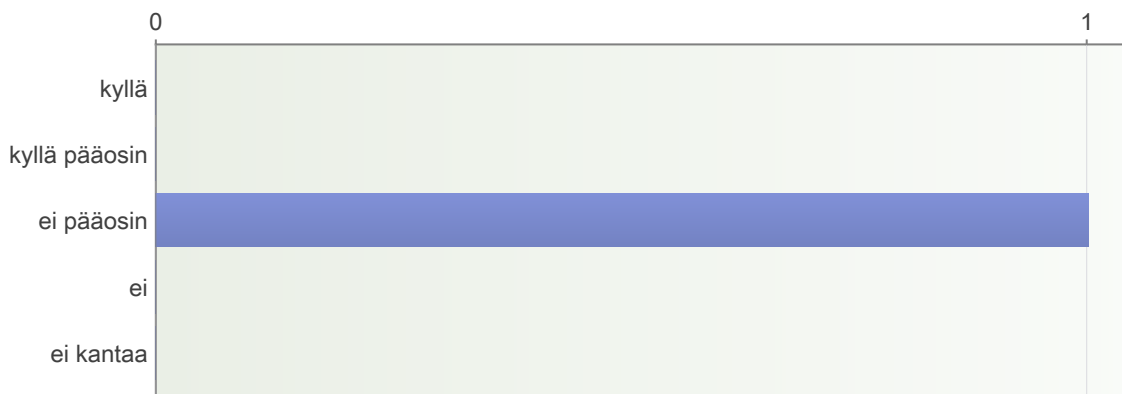 0 1
kyllä
kyllä pääosin
ei pääosin
ei
ei kantaa